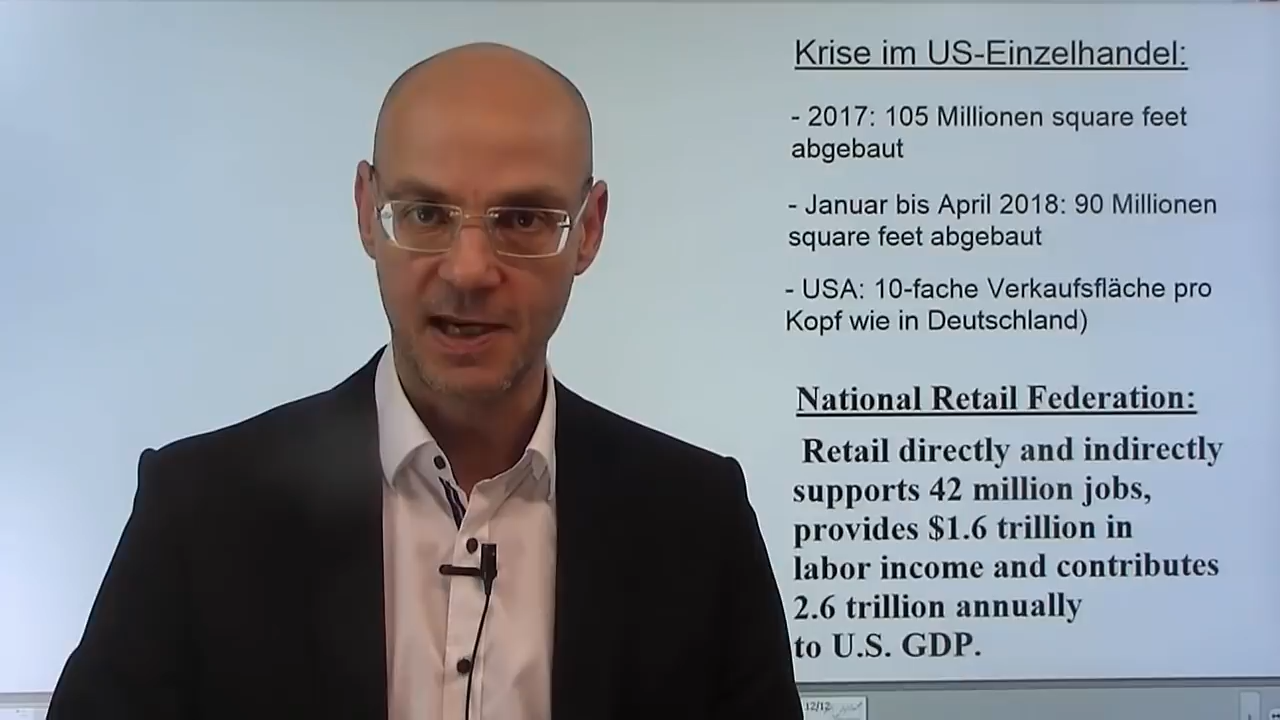 Krise im US-Einzelhandel:
- 2017: 105 Millionen square feet
abgebaut
- Januar bis April 2018: 90 Millionen
square feet abgebaut
- USA: 10-fache Verkaufsfläche pro
Kopf wie in Deutschland)
National Retail Federation:
Retail directly and indirectly
supports 42 million jobs,
provides $1.6 trillion in
labor income and contributes
2.6 trillion annually
to U.S. GDP.
12/12